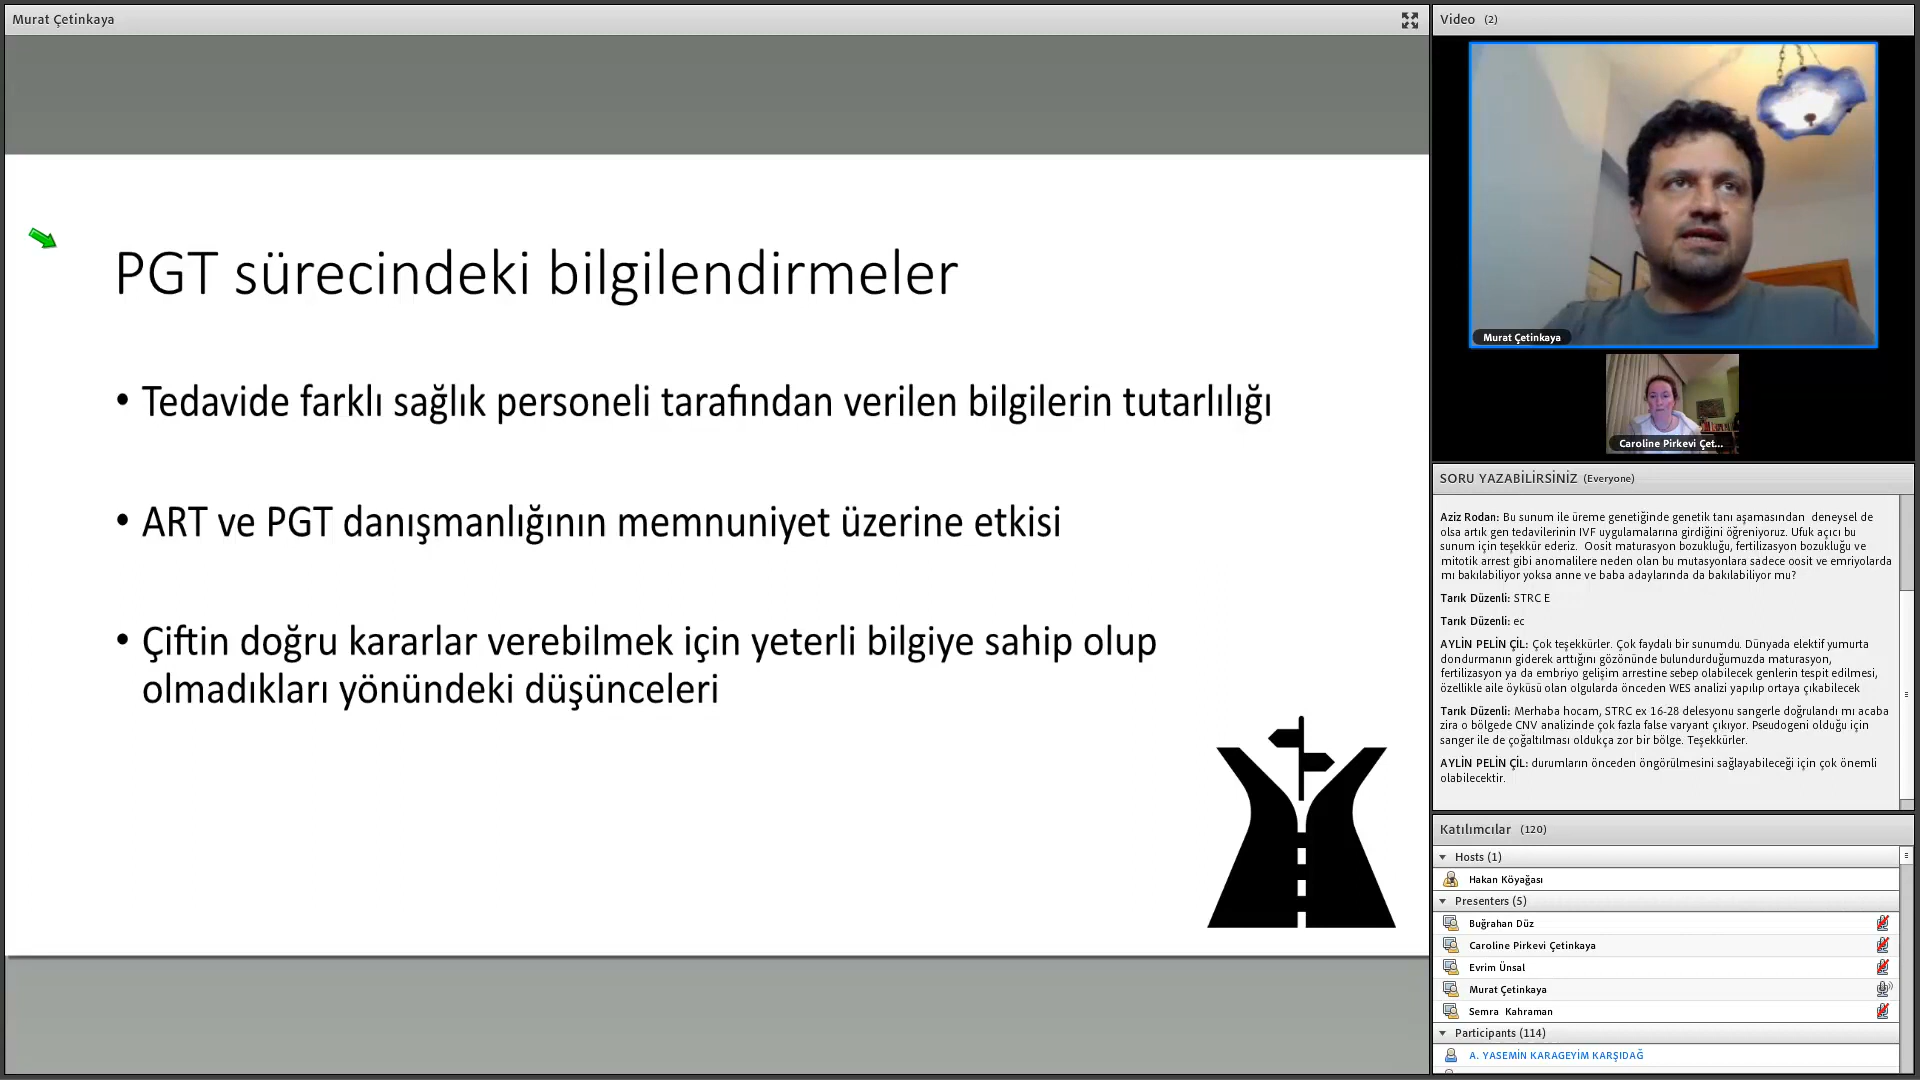 Murat Çetinkaya
PGT sürecindeki bilgilendirmeler
• Tedavide farklı sağlık personeli tarafından verilen bilgilerin tutarlılığı
• ART ve PGT danışmanlığının memnuniyet üzerine etkisi
• Çiftin doğru kararlar verebilmek için yeterli bilgiye sahip olup
olmadıkları yönündeki düşünceleri
Video (2)
Murat Çetinkaya
Caroline Pirkevi Çet...
SORU YAZABİLİRSİNİZ (Everyone)
Aziz Rodan: Bu sunum ile üreme genetiğinde genetik tanı aşamasından deneysel de
olsa artık gen tedavilerinin IVF uygulamalarına girdiğini öğreniyoruz. Ufuk açıcı bu
sunum için teşekkür ederiz. Oosit maturasyon bozukluğu, fertilizasyon bozukluğu ve
mitotik arrest gibi anomalilere neden olan bu mutasyonlara sadece oosit ve emriyolarda
mı bakılabiliyor yoksa anne ve baba adaylarında da bakılabiliyor mu?
Tarık Düzenli: STRC E
Tarık Düzenli: ec
AYLİN PELİN ÇİL: Çok teşekkürler. Çok faydalı bir sunumdu. Dünyada elektif yumurta
dondurmanın giderek arttığını gözönünde bulundurduğumuzda maturasyon,
fertilizasyon ya da embriyo gelişim arrestine sebep olabilecek genlerin tespit edilmesi,
özellikle aile öyküsü olan olgularda önceden WES analizi yapılıp ortaya çıkabilecek
Tarık Düzenli: Merhaba hocam, STRC ex 16-28 delesyonu sangerle doğrulandı mı acaba
zira o bölgede CNV analizinde çok fazla false varyant çıkıyor. Pseudogeni olduğu için
sanger ile de çoğaltılması oldukça zor bir bölge. Teşekkürler.
AYLİN PELİN ÇİL: durumların önceden öngörülmesini sağlayabileceği için çok önemli
olabilecektir.
Katılımcılar (120)
Hosts (1)
Hakan Köyağası
Presenters (5)
Buğrahan Düz
Caroline Pirkevi Çetinkaya
Evrim Ünsal
Murat Çetinkaya
Semra Kahraman
Participants (114)
A. YASEMİN KARAGEYİM KARŞIDAĞ